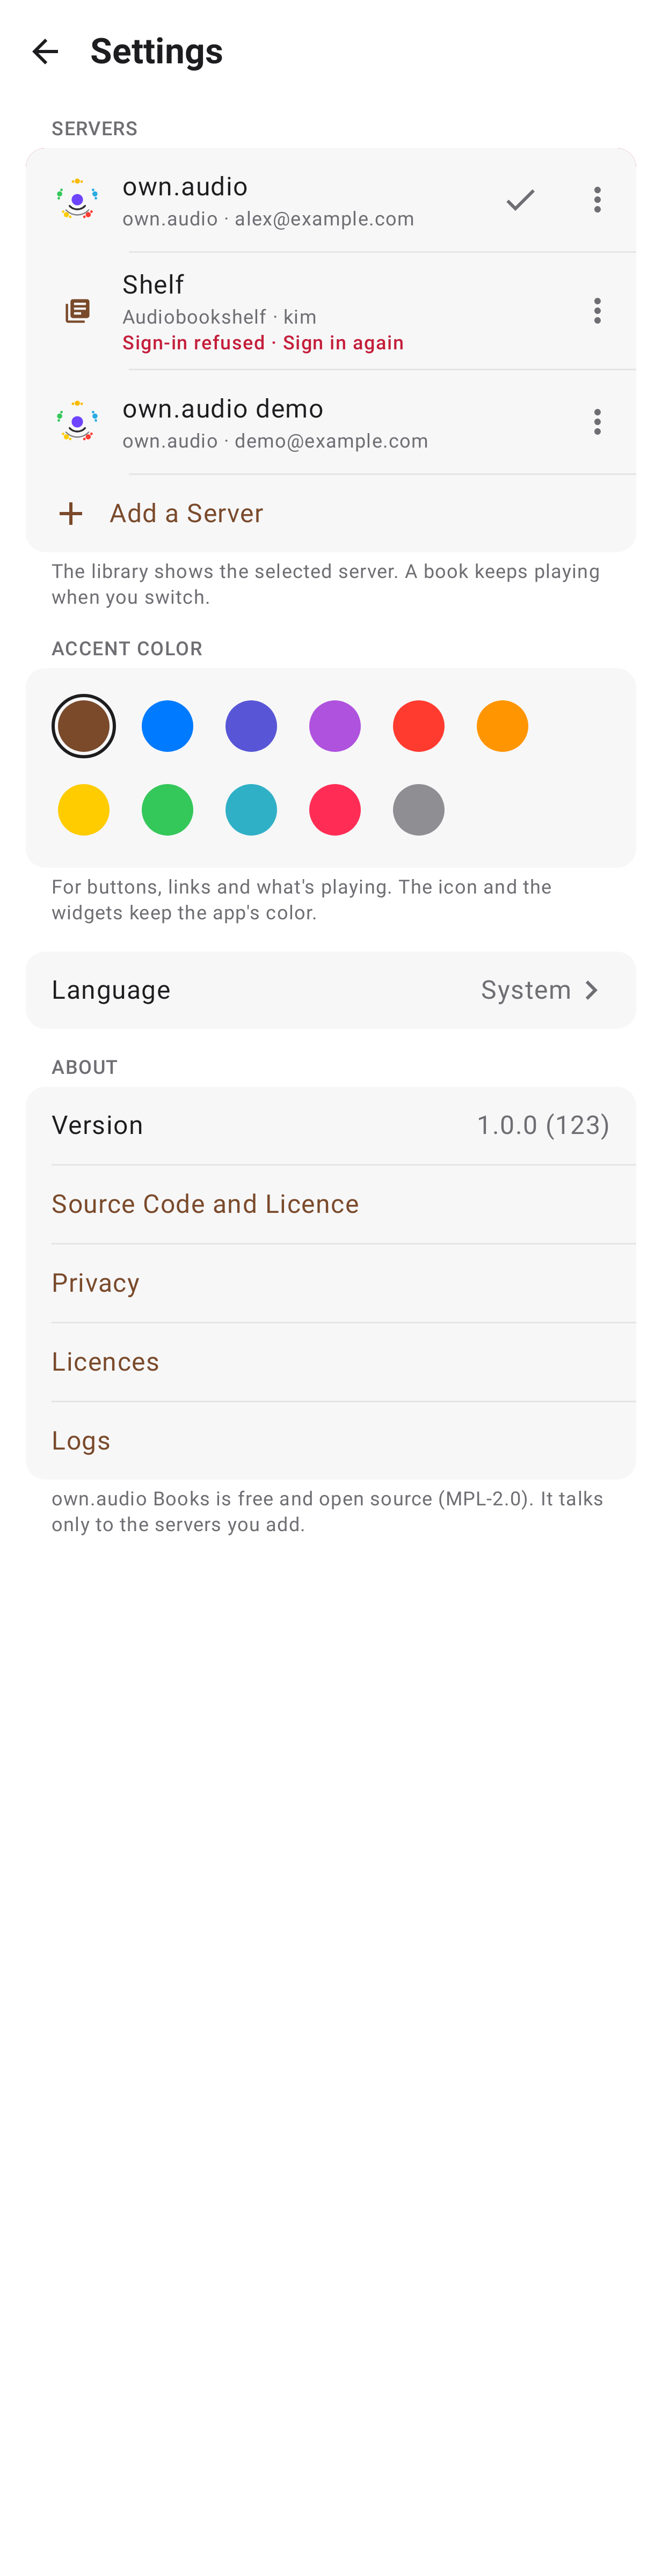 Settings
SERVERS
own.audio
own.audio · alex@example.com
Shelf
Audiobookshelf · kim
Sign-in refused · Sign in again
own.audio demo
own.audio · demo@example.com
Add a Server
The library shows the selected server. A book keeps playing
when you switch.
ACCENT COLOR
For buttons, links and what's playing. The icon and the
widgets keep the app's color.
Language System
ABOUT
Version 1.0.0 (123)
Source Code and Licence
Privacy
Licences
Logs
own.audio Books is free and open source (MPL-2.0). It talks
only to the servers you add.